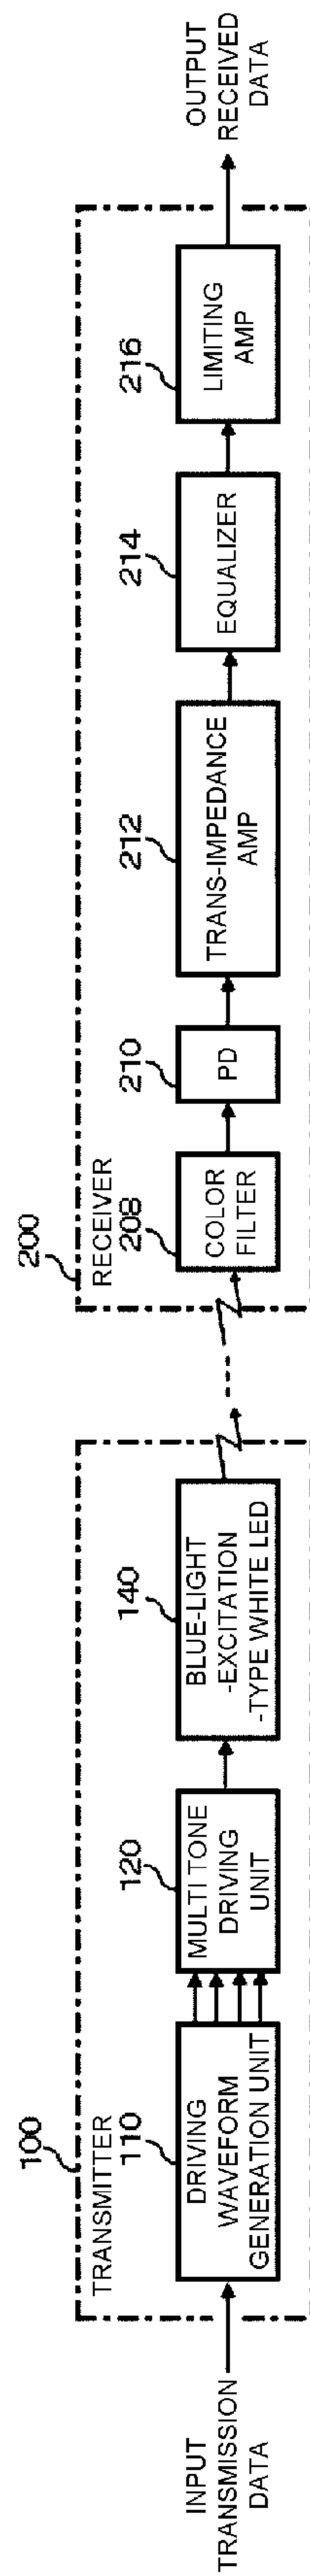 INPUT
TRANSMISSION
DATA
100
TRANSMITTER
110
DRIVING
WAVEFORM
GENERATION UNIT
120
MULTI TONE
DRIVING
UNIT
140
BLUE-LIGHT
-EXCITATION
-TYPE WHITE LED
200
RECEIVER
208
COLOR
FILTER
210
PD
212
TRANS-IMPEDANCE
AMP
214
EQUALIZER
216
LIMITING
AMP
OUTPUT
RECEIVED
DATA